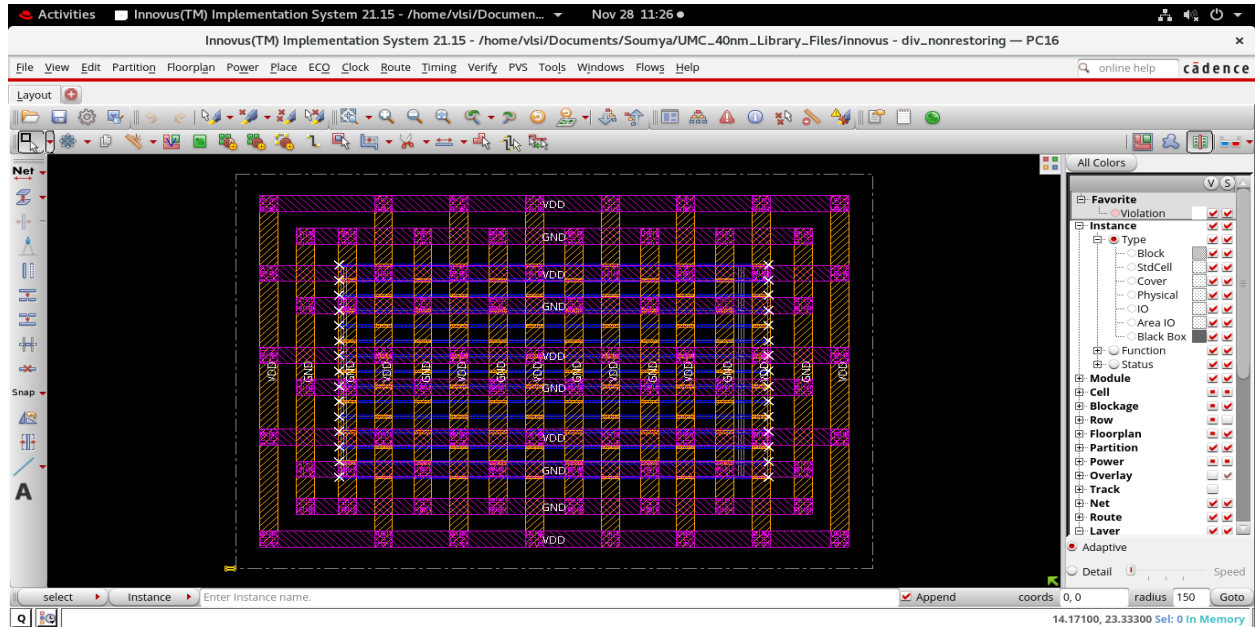 Activities Innovus(TM) Implementation System 21.15 - /home/vlsi/Documen... Nov 28 11:26
Innovus(TM) Implementation System 21.15 - /home/vlsi/Documents/Soumya/UMC_40nm_Library_Files/innovus - div_nonrestoring — PC16 ×
File View Edit Partition Floorplan Power Place ECO Clock Route Timing Verify PVS Tools Windows Flows Help online help cādence
Layout
All Colors
Net
V S
Favorite
Violation
Instance
Type
Block
StdCell
Cover
Physical
IO
Area IO
Black Box
Function
Status
Module
Cell
Blockage
Row
Floorplan
Partition
Power
Overlay
Track
Net
Route
Layer
Snap
A
VDD
GND
VDD
GND
VDD
VDD GND GND VDD GND VDD GND VDD GND VDD GND VDD GND VDD GND VDD
GND
VDD
GND
GND
VDD
Adaptive
Detail Speed
select Instance Enter Instance name. Append coords 0, 0 radius 150 Goto
Q 14.17100, 23.33300 Sel: 0 In Memory